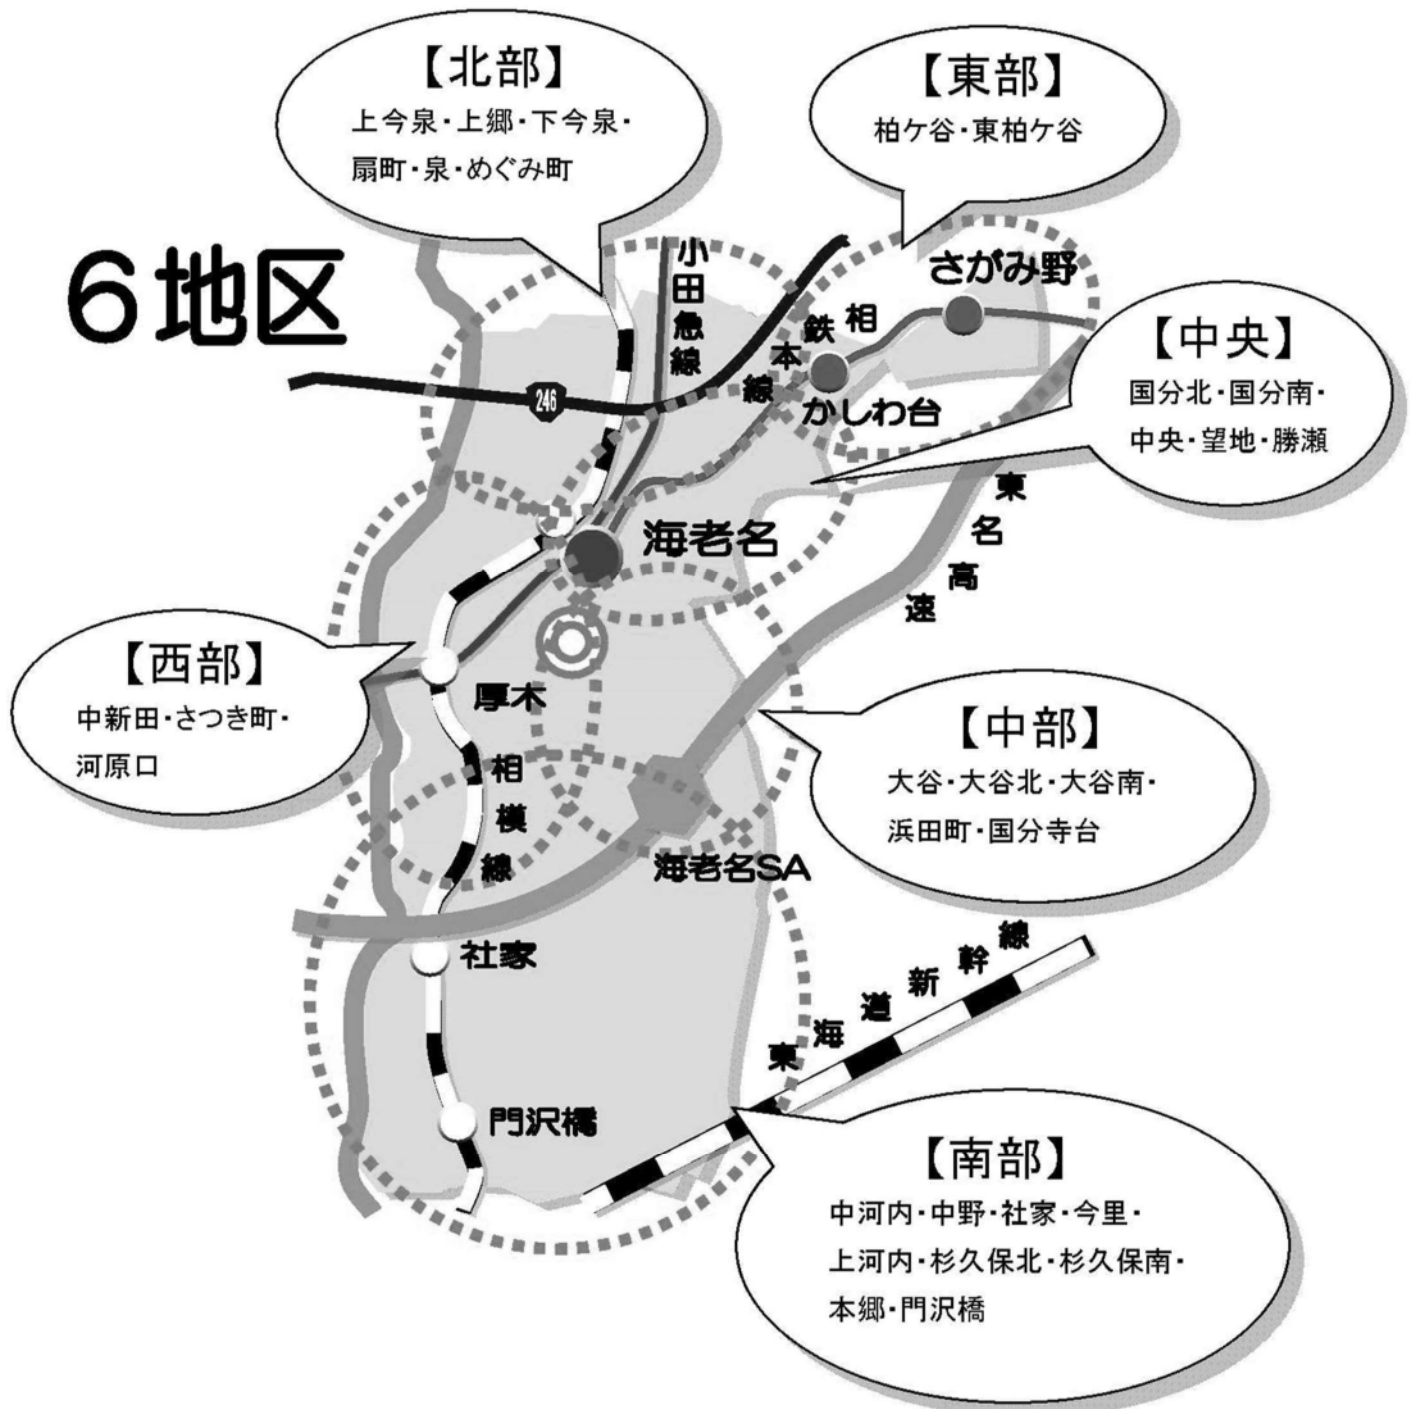 【北部】
上今泉・上郷・下今泉・
扇町・泉・めぐみ町
【東部】
柏ケ谷・東柏ケ谷
6地区
小田急線
さがみ野
相鉄本線
【中央】
国分北・国分南・
中央・望地・勝瀬
246
かしわ台
東名高速
海老名
【西部】
中新田・さつき町・
河原口
厚木
【中部】
大谷・大谷北・大谷南・
浜田町・国分寺台
相模線
海老名SA
社家
東海道新幹線
門沢橋
【南部】
中河内・中野・社家・今里・
上河内・杉久保北・杉久保南・
本郷・門沢橋